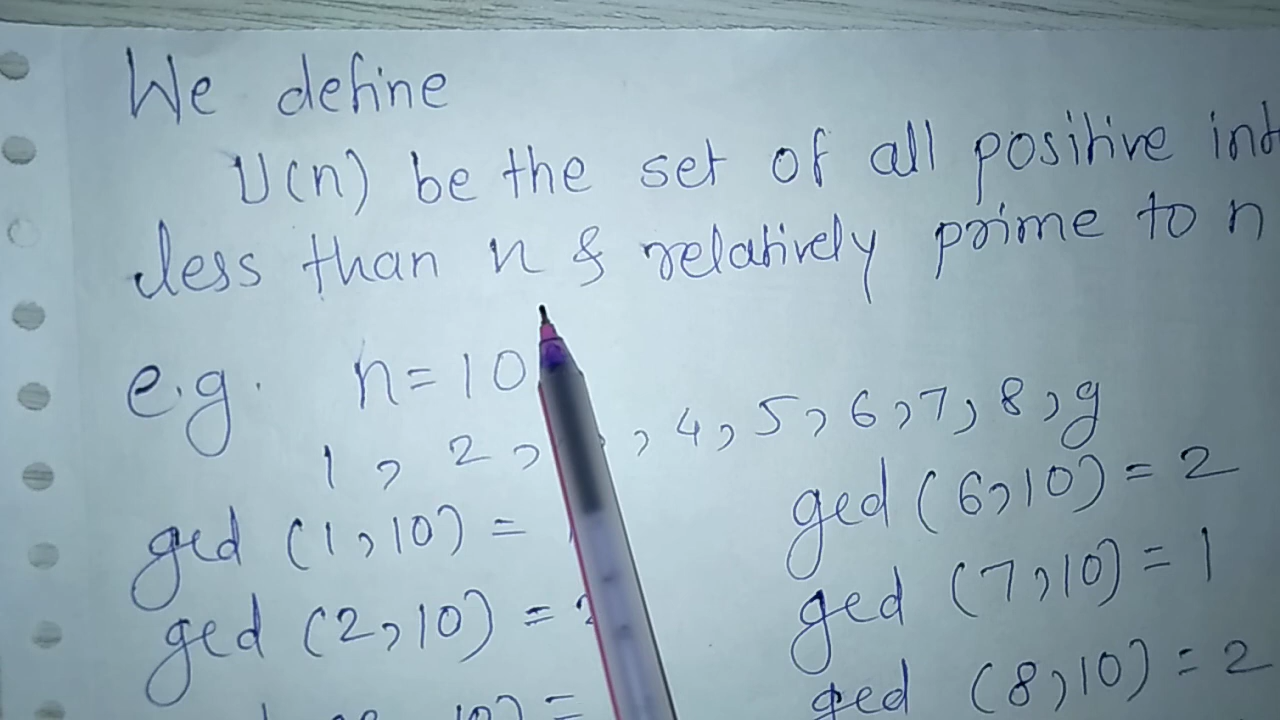 We define
U(n) be the set of all positive int
less than n & relatively prime to n
e.g. n=10
1, 2, , 4, 5, 6, 7, 8, 9
gcd (1,10) =
gcd (2,10) = 2
10) =
gcd (6,10) = 2
gcd (7,10) = 1
gcd (8,10) = 2